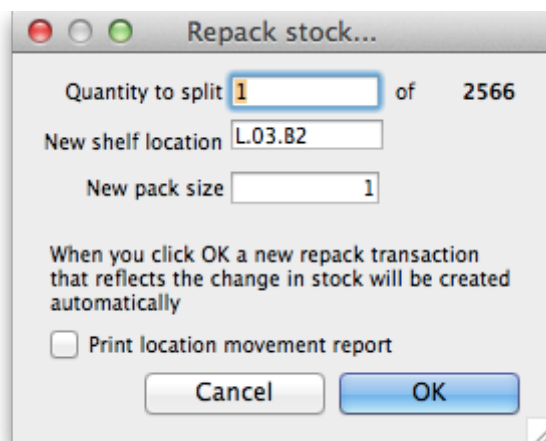 Repack stock...
Quantity to split 1 of 2566
New shelf location L.03.B2
New pack size 1
When you click OK a new repack transaction
that reflects the change in stock will be created
automatically
Print location movement report
Cancel OK